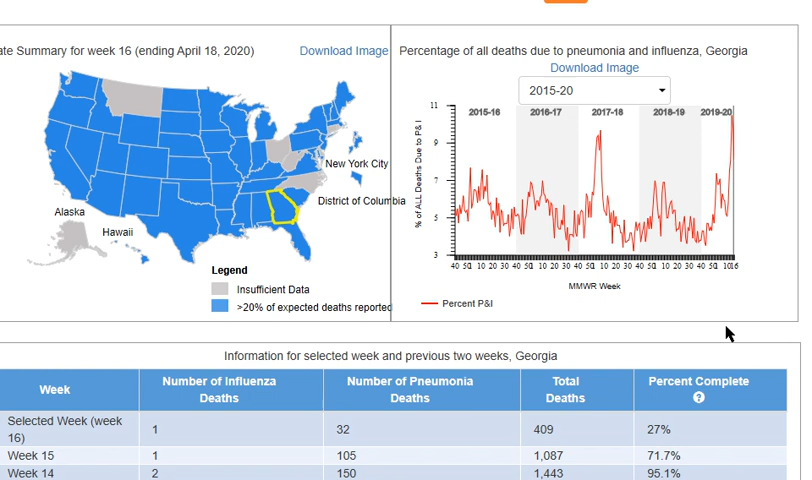 ate Summary for week 16 (ending April 18, 2020)
Download Image
New York City
District of Columbia
Alaska
Hawaii
Legend
Insufficient Data
>20% of expected deaths reported
Percentage of all deaths due to pneumonia and influenza, Georgia
Download Image
2015-20
% of ALL Deaths Due to P&I
11
9
7
5
3
2015-16 2016-17 2017-18 2018-19 2019-20
MMWR Week
Percent P&I
Information for selected week and previous two weeks, Georgia
Week Number of Influenza Deaths Number of Pneumonia Deaths Total Deaths Percent Complete ?
Selected Week (week 16) 1 32 409 27%
Week 15 1 105 1,087 71.7%
Week 14 2 150 1,443 95.1%